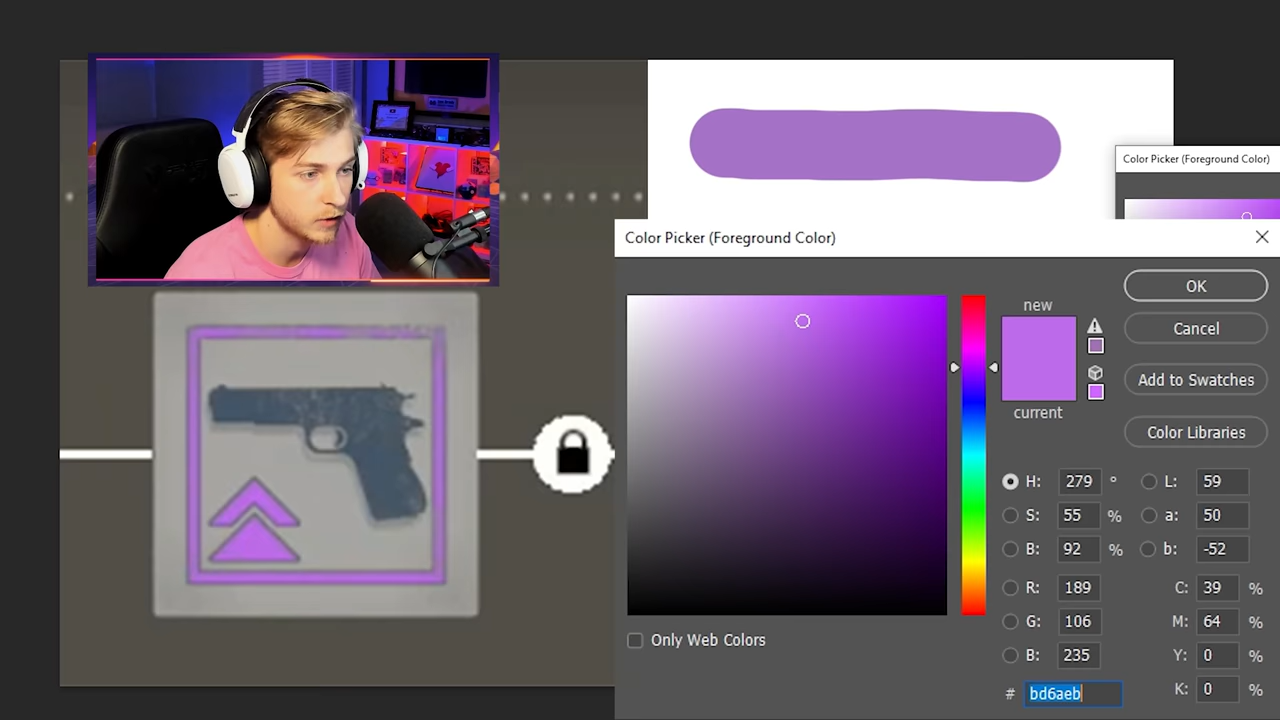 Color Picker (Foreground Color)
Color Picker (Foreground Color)
new
current
OK
Cancel
Add to Swatches
Color Libraries
H: 279 °
S: 55 %
B: 92 %
R: 189
G: 106
B: 235
# bd6aeb
L: 59
a: 50
b: -52
C: 39 %
M: 64 %
Y: 0 %
K: 0 %
Only Web Colors